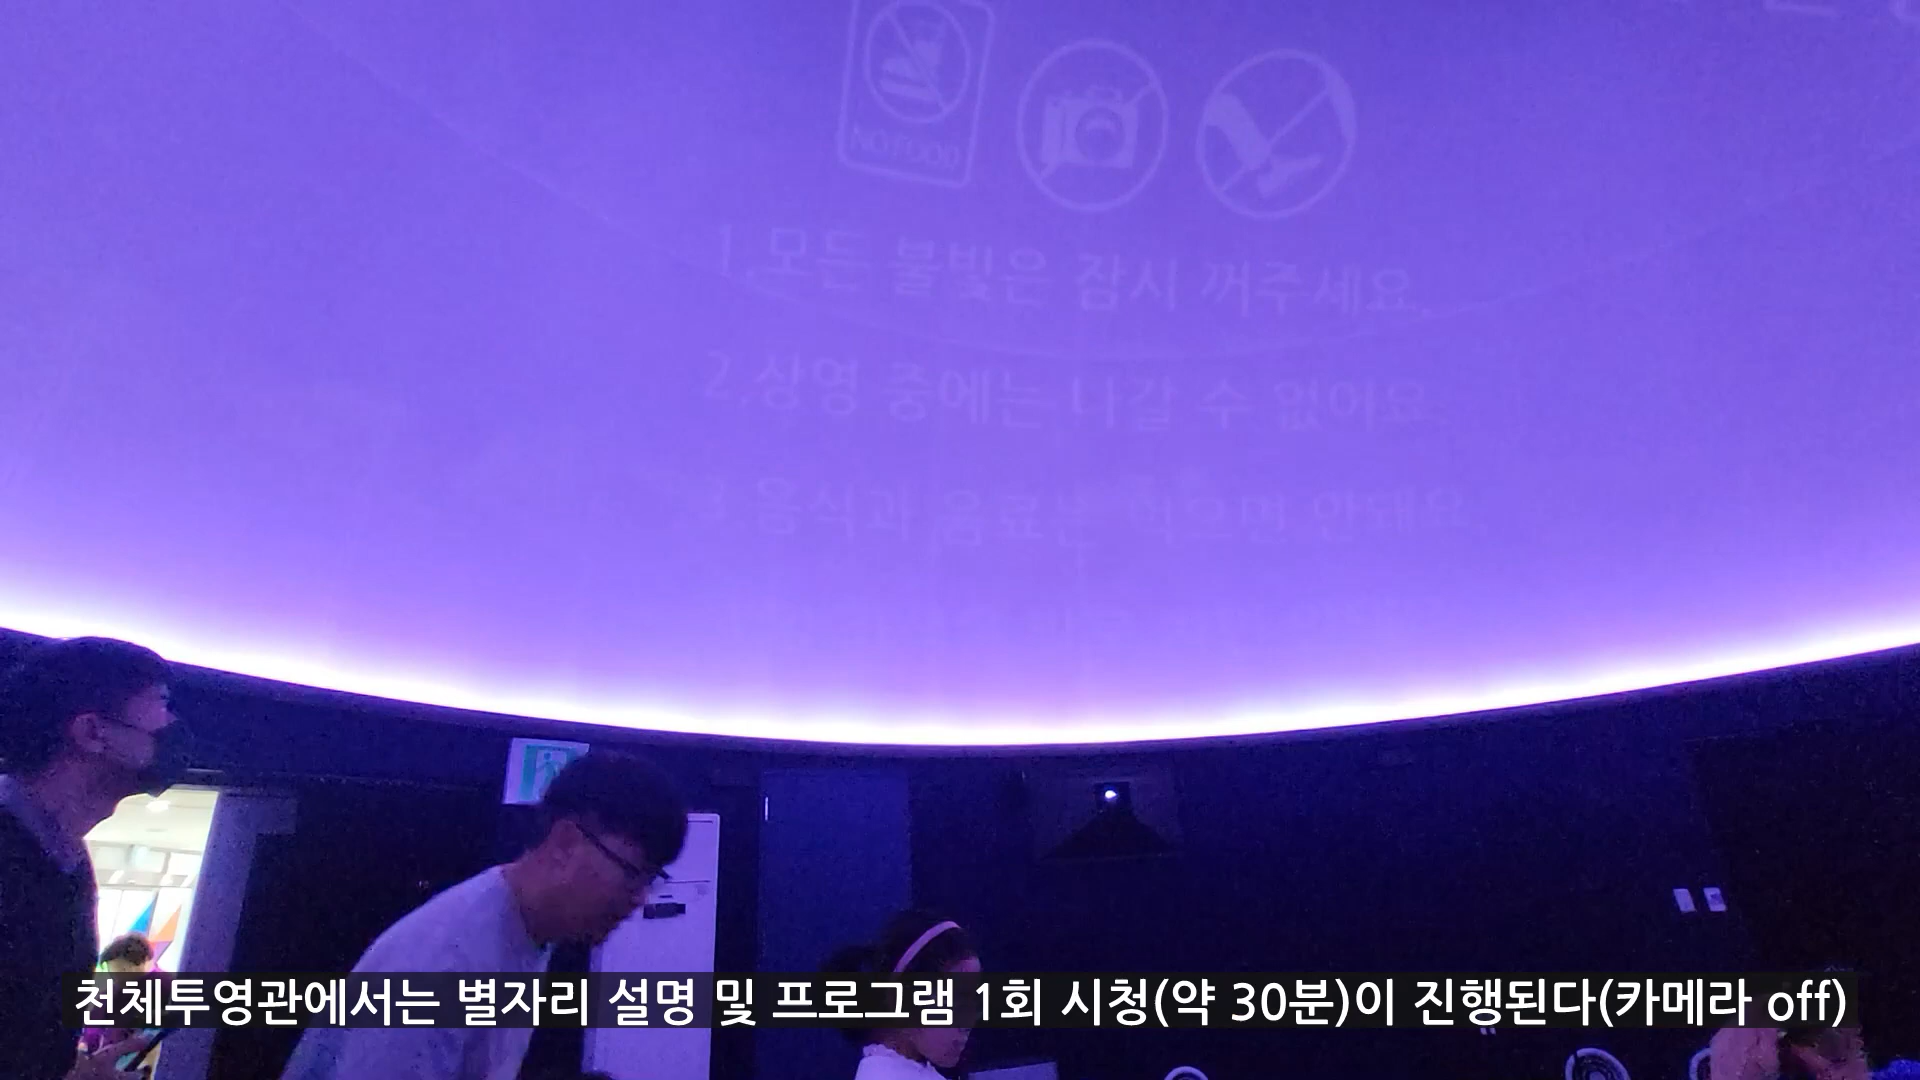 NO FOOD
1.모든 불빛은 잠시 꺼주세요.
2.상영 중에는 나갈 수 없어요
3.음식과 음료는 먹으면 안돼요
천체투영관에서는 별자리 설명 및 프로그램 1회 시청(약 30분)이 진행된다(카메라 off)